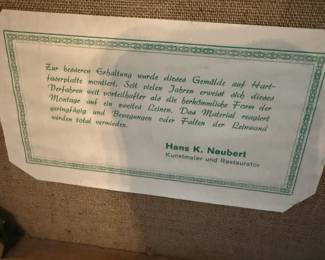 Zur besseren Erhaltung wurde dieses Gemälde auf Hart-
faserplatte montiert. Seit vielen Jahren erweist sich dieses
Verfahren weit vorteilhafter als die herkömmliche Form der
Montage auf ein zweites Leinen. Das Material reagiert
geringfügig und Bewegungen oder Falten der Leinwand
werden total vermieden.
Hans K. Neubert
Kunstmaler und Restaurator